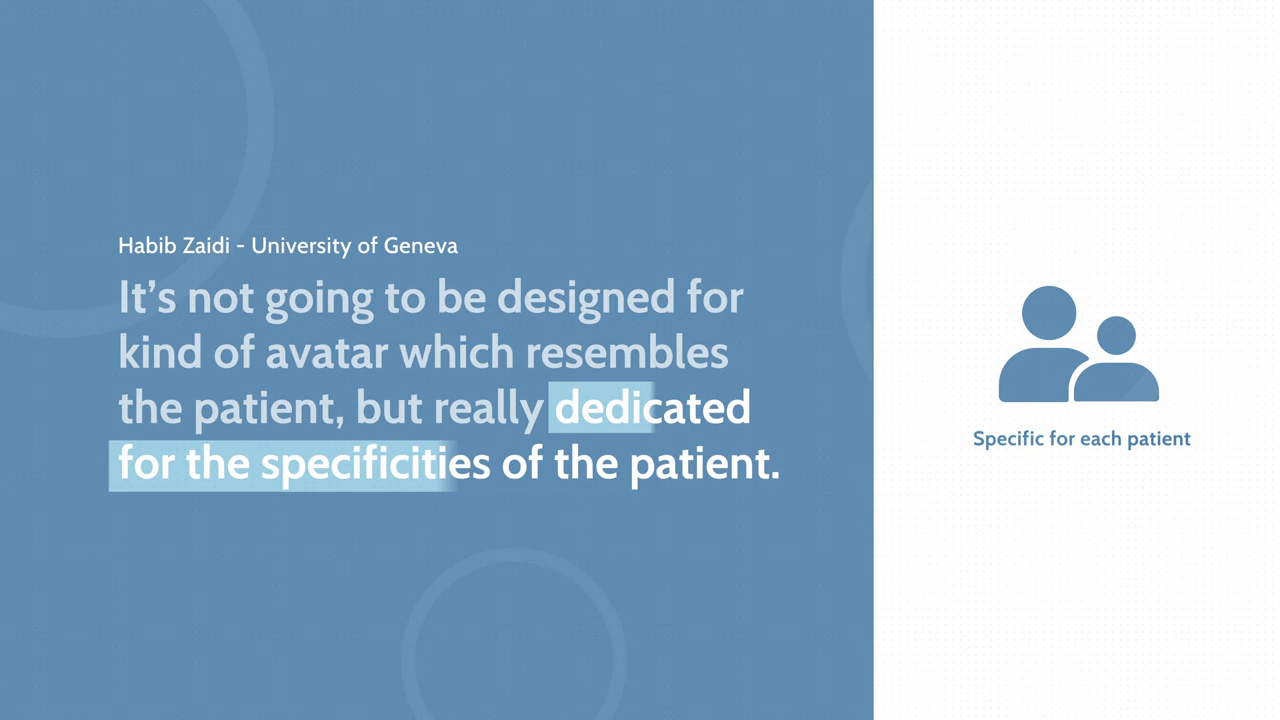 Habib Zaidi - University of Geneva
It’s not going to be designed for
kind of avatar which resembles
the patient, but really dedicated
for the specificities of the patient.
Specific for each patient